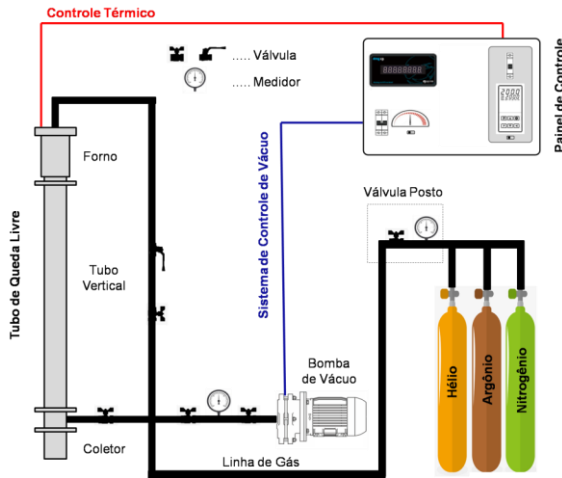 Controle Térmico
..... Válvula
..... Medidor
Painel de Controle
Forno
Tubo de Queda Livre
Tubo
Vertical
Sistema de Controle de Vácuo
Válvula Posto
Hélio
Argônio
Nitrogênio
Bomba
de Vácuo
Coletor
Linha de Gás